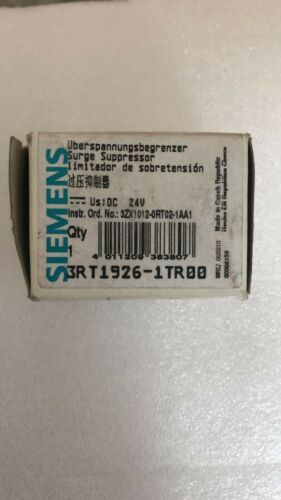 SIEMENS
Überspannungsbegrenzer
Surge Suppressor
limitador de sobretensión
过压抑制器
Us:DC 24V
Instr. Ord. No.: 3ZX1012-0RT02-1AA1
Qty
1
4 011209 383807
3RT1926-1TR00
Made in Czech Republic